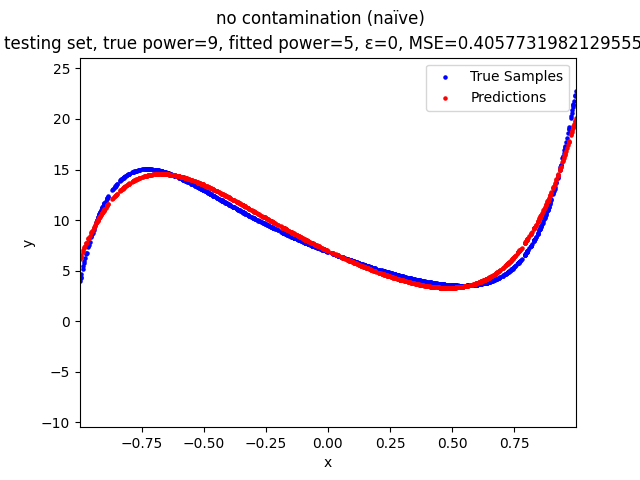 no contamination (naïve)
testing set, true power=9, fitted power=5, ε=0, MSE=0.4057731982129555
True Samples
Predictions
25
20
15
10
5
0
−5
−10
y
−0.75 −0.50 −0.25 0.00 0.25 0.50 0.75
x